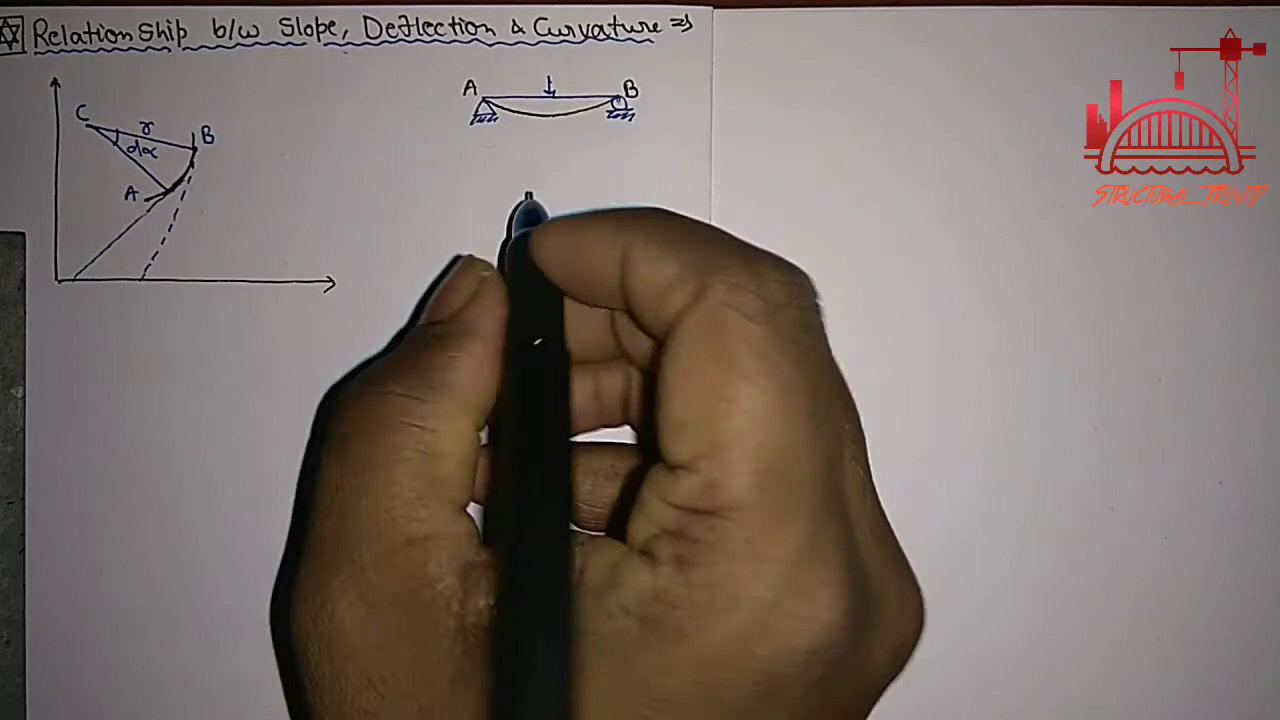 Relationship b/w Slope, Deflection & Curvature ⇒
A B
C
r
B
dα
A
STRUCTURAL_TRINITY